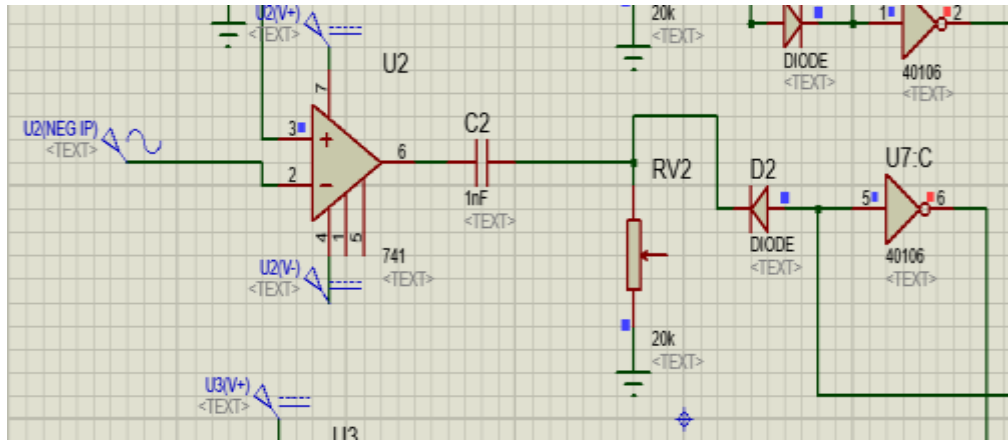 U2(V+)
<TEXT>
20k
<TEXT>
1
2
DIODE
<TEXT>
40106
<TEXT>
U2
7
U2(NEG IP)
<TEXT>
3
2
6
C2
1nF
<TEXT>
RV2
D2
U7:C
5
6
DIODE
<TEXT>
40106
<TEXT>
4
1
5
741
<TEXT>
U2(V-)
<TEXT>
20k
<TEXT>
U3(V+)
<TEXT>
U3